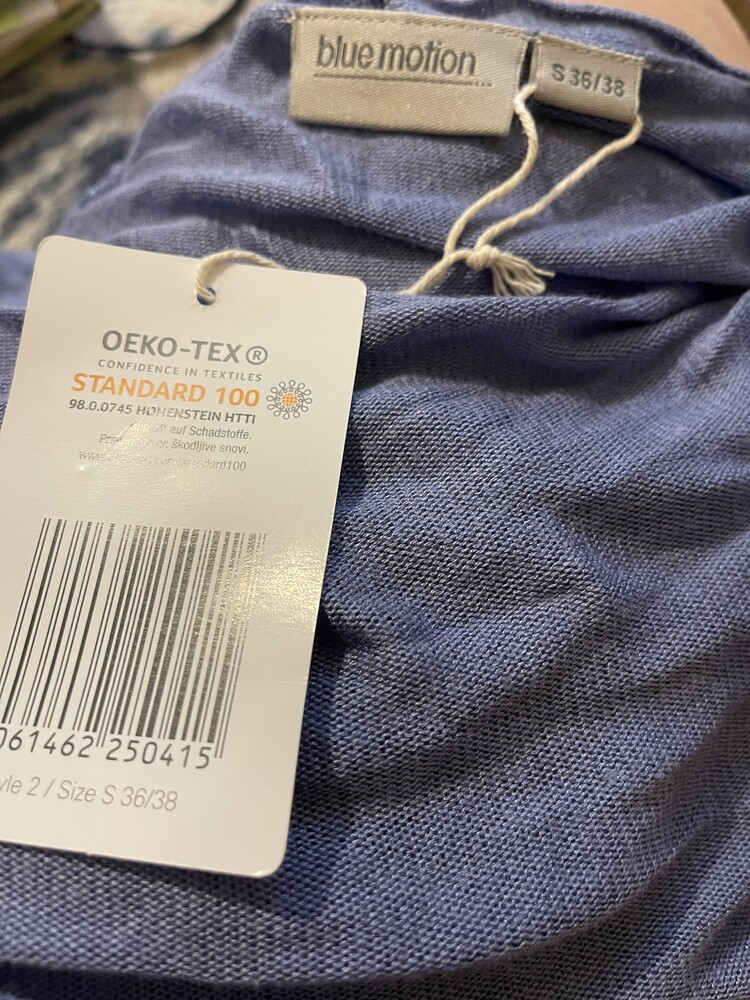 blue motion
S 36/38
OEKO-TEX®
CONFIDENCE IN TEXTILES
STANDARD 100
98.0.0745 HOHENSTEIN HTTI
auf Schadstoffe.
škodljive snovi.
061462 250415
2 / Size S 36/38